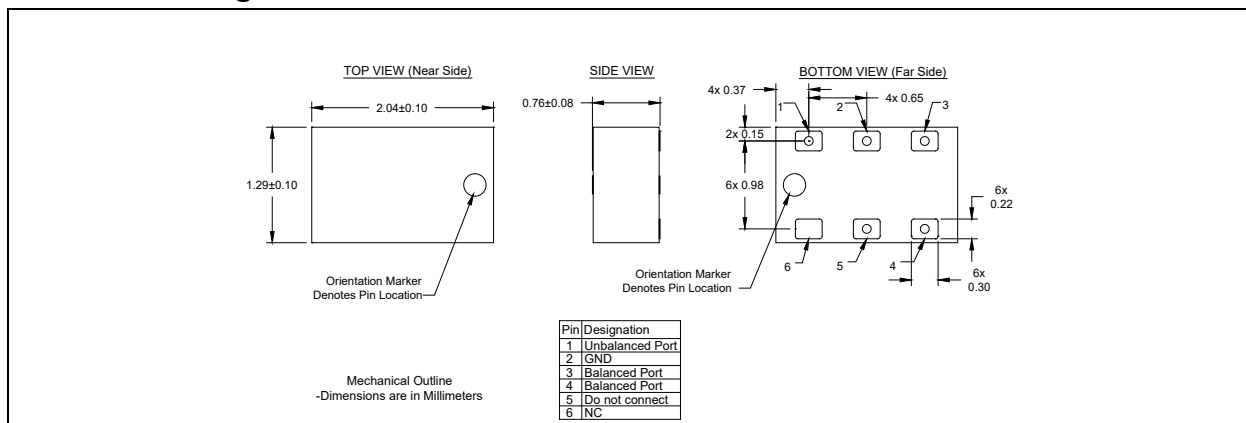 TOP VIEW (Near Side)
SIDE VIEW
BOTTOM VIEW (Far Side)
2.04±0.10
0.76±0.08
4x 0.37
4x 0.65
1
2
3
2x 0.15
1.29±0.10
6x 0.98
6x
0.22
6
5
4
6x
0.30
Orientation Marker
Denotes Pin Location
Orientation Marker
Denotes Pin Location
Pin Designation
1 Unbalanced Port
2 GND
3 Balanced Port
4 Balanced Port
5 Do not connect
6 NC
Mechanical Outline
-Dimensions are in Millimeters